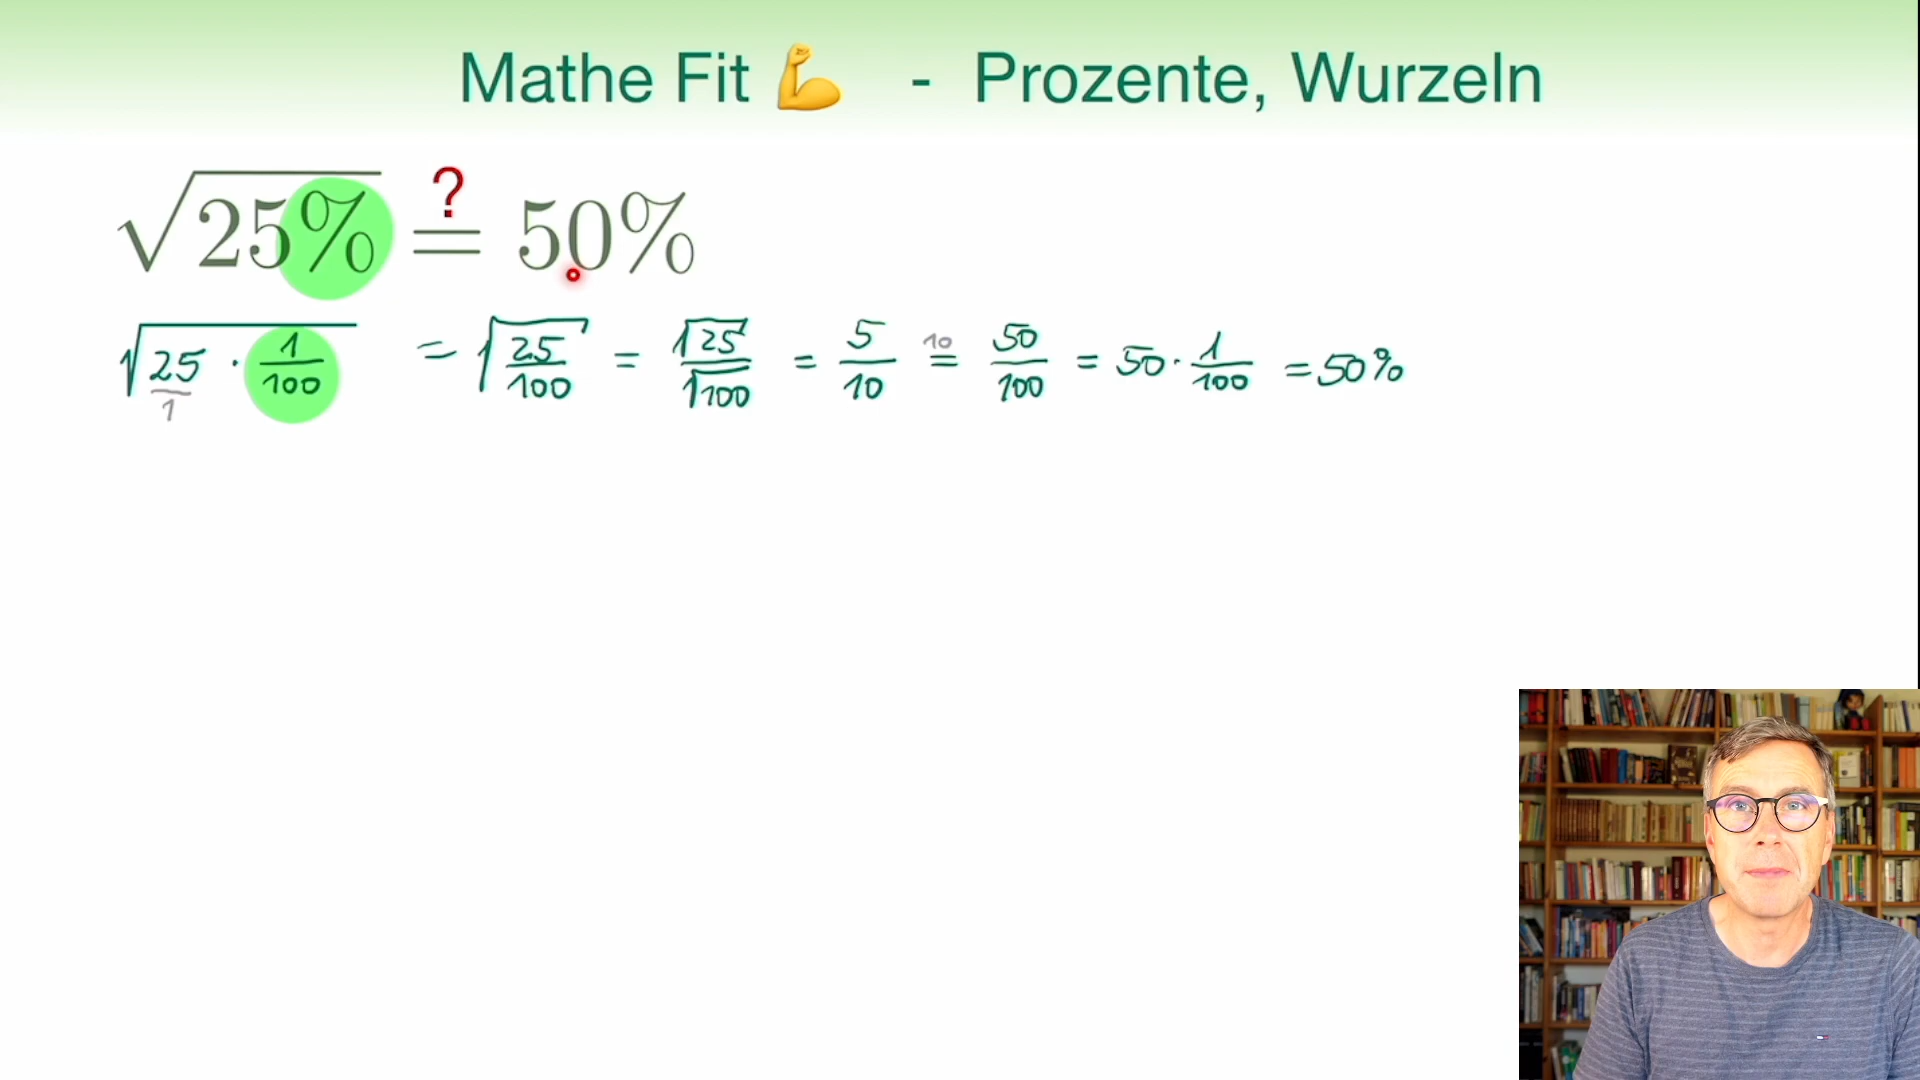 Mathe Fit 💪 - Prozente, Wurzeln
√25% ?= 50%
√(25/1 · 1/100) = √(25/100) = √25/√100 = 5/10 10= 50/100 = 50 · 1/100 = 50%